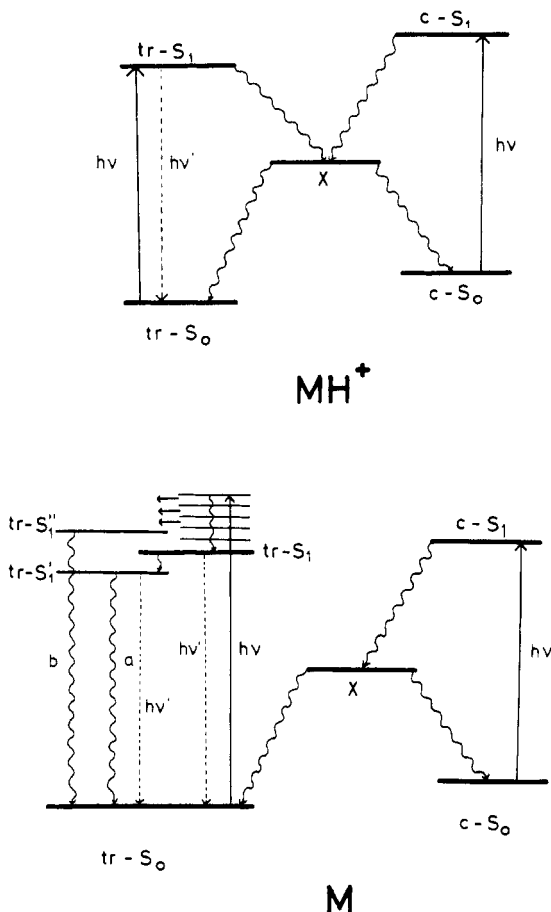 c-S₁
tr-S₁
hν
hν'
hν
X
c-S₀
tr-S₀
MH⁺
tr-S₁''
c-S₁
tr-S₁
tr-S₁'
b
a
hν'
hν'
hν
hν
X
c-S₀
tr-S₀
M